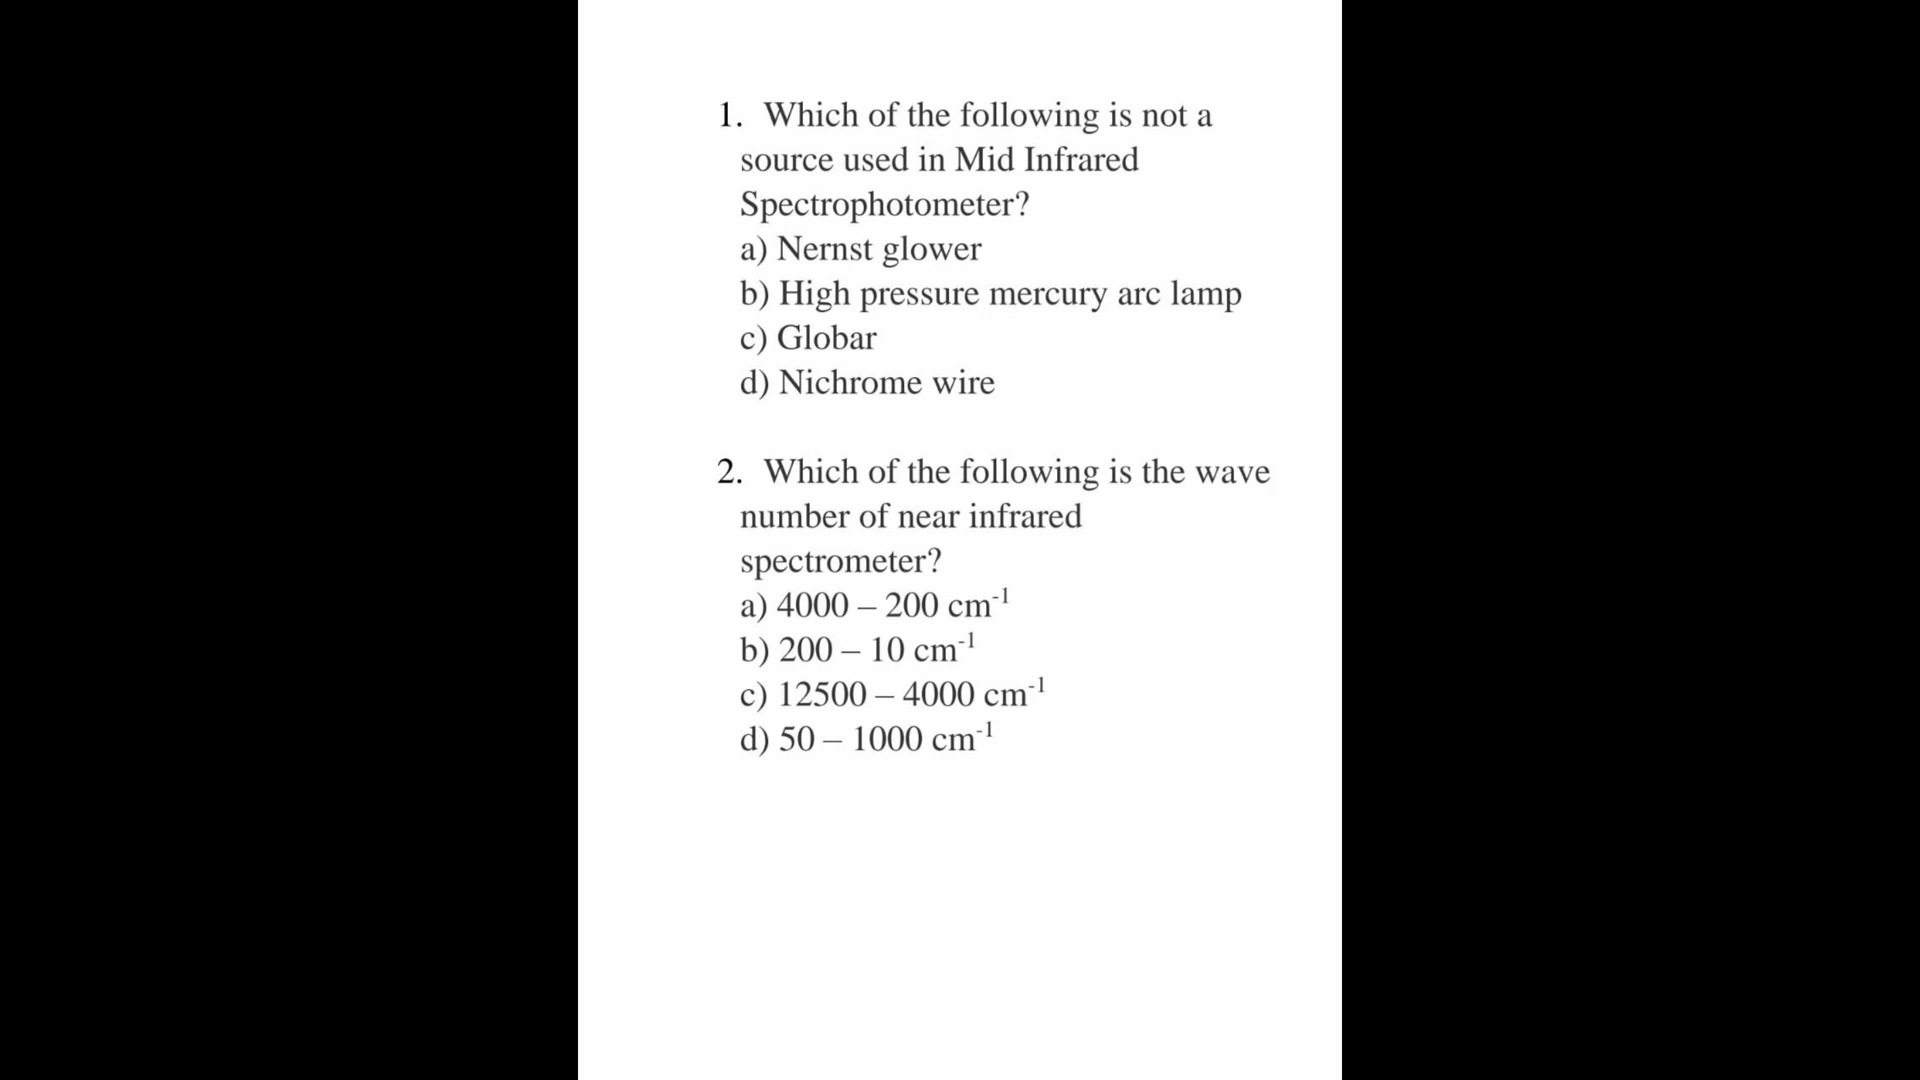 1. Which of the following is not a
source used in Mid Infrared
Spectrophotometer?
a) Nernst glower
b) High pressure mercury arc lamp
c) Globar
d) Nichrome wire
2. Which of the following is the wave
number of near infrared
spectrometer?
a) 4000 – 200 cm⁻¹
b) 200 – 10 cm⁻¹
c) 12500 – 4000 cm⁻¹
d) 50 – 1000 cm⁻¹